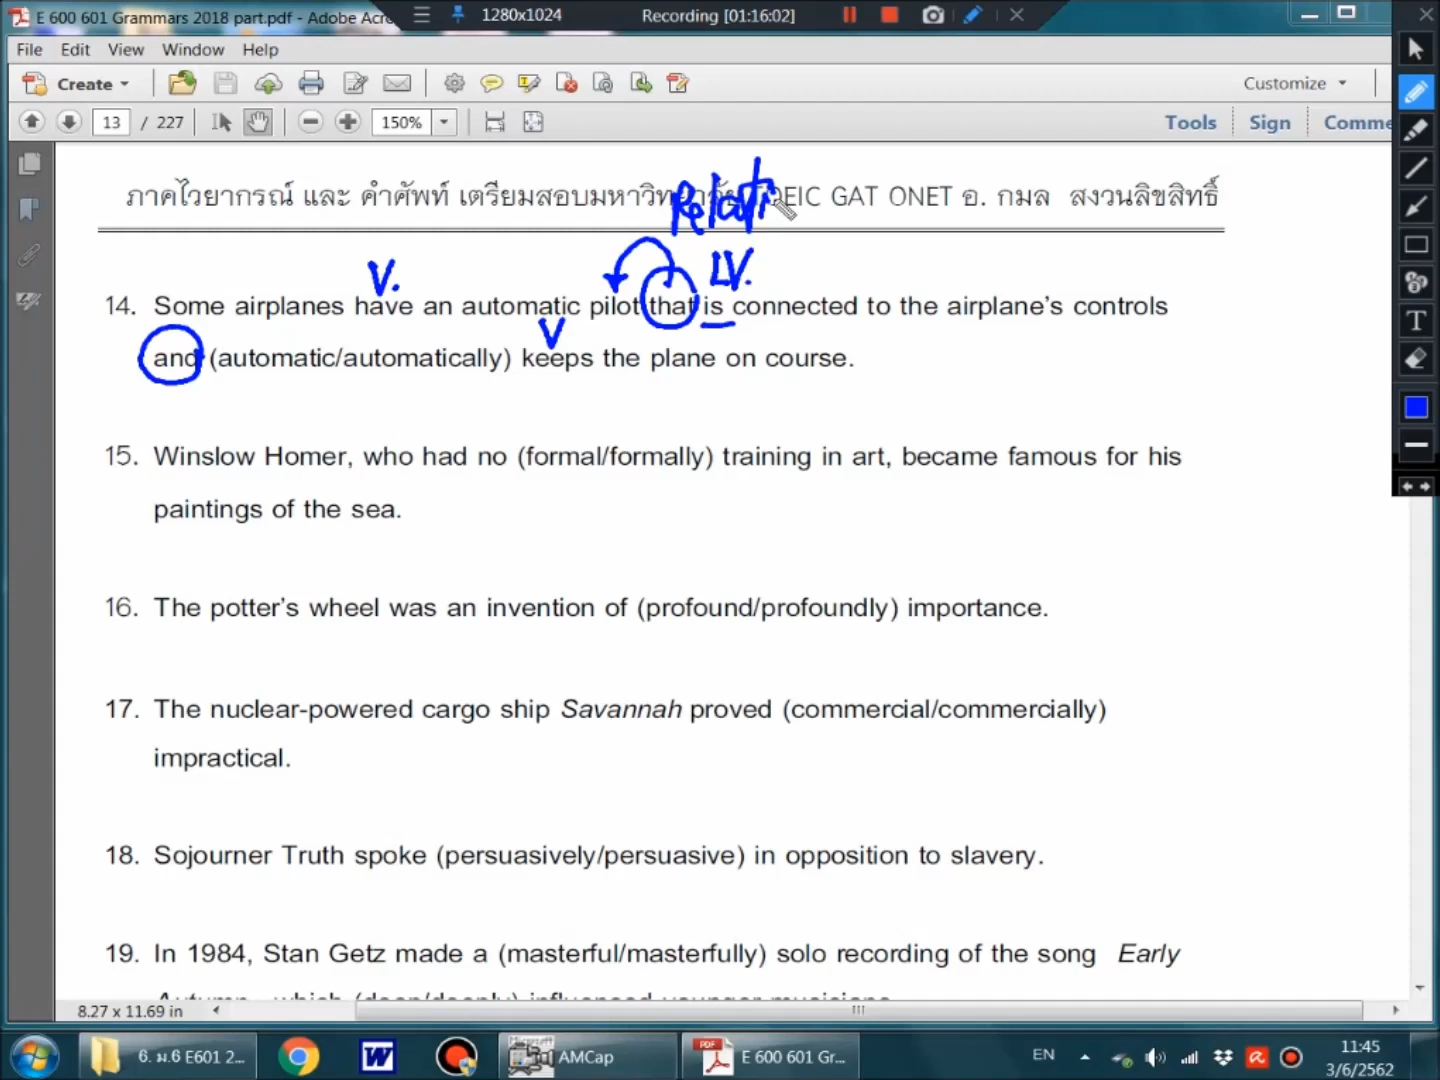 E 600 601 Grammars 2018 part.pdf - Adobe Acro
1280x1024
Recording [01:16:02]
File Edit View Window Help
Create
Customize
13 / 227
150%
Tools Sign Comme
Relati
ภาคไวยากรณ์ และ คำศัพท์ เตรียมสอบมหาวิทยาลัย TOEIC GAT ONET อ. กมล สงวนลิขสิทธิ์
V. LV.
14. Some airplanes have an automatic pilot that is connected to the airplane's controls
V
and (automatic/automatically) keeps the plane on course.
15. Winslow Homer, who had no (formal/formally) training in art, became famous for his
paintings of the sea.
16. The potter's wheel was an invention of (profound/profoundly) importance.
17. The nuclear-powered cargo ship Savannah proved (commercial/commercially)
impractical.
18. Sojourner Truth spoke (persuasively/persuasive) in opposition to slavery.
19. In 1984, Stan Getz made a (masterful/masterfully) solo recording of the song Early
Autumn, which (deep/deeply) influenced younger musicians.
8.27 x 11.69 in
6. ม.6 E601 2...
AMCap
E 600 601 Gr...
EN
11:45
3/6/2562